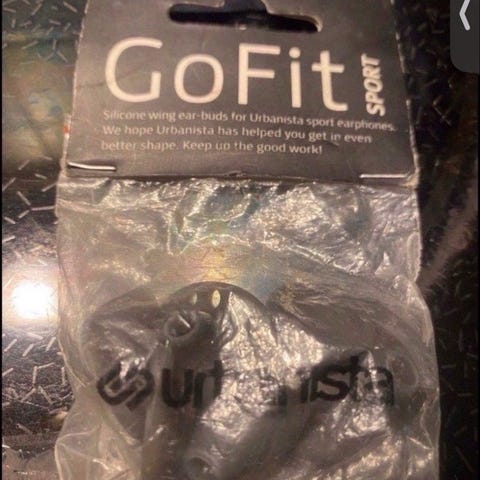 GoFit
SPORT
Silicone wing ear-buds for Urbanista sport earphones.
We hope Urbanista has helped you get in even
better shape. Keep up the good work!
urbanista